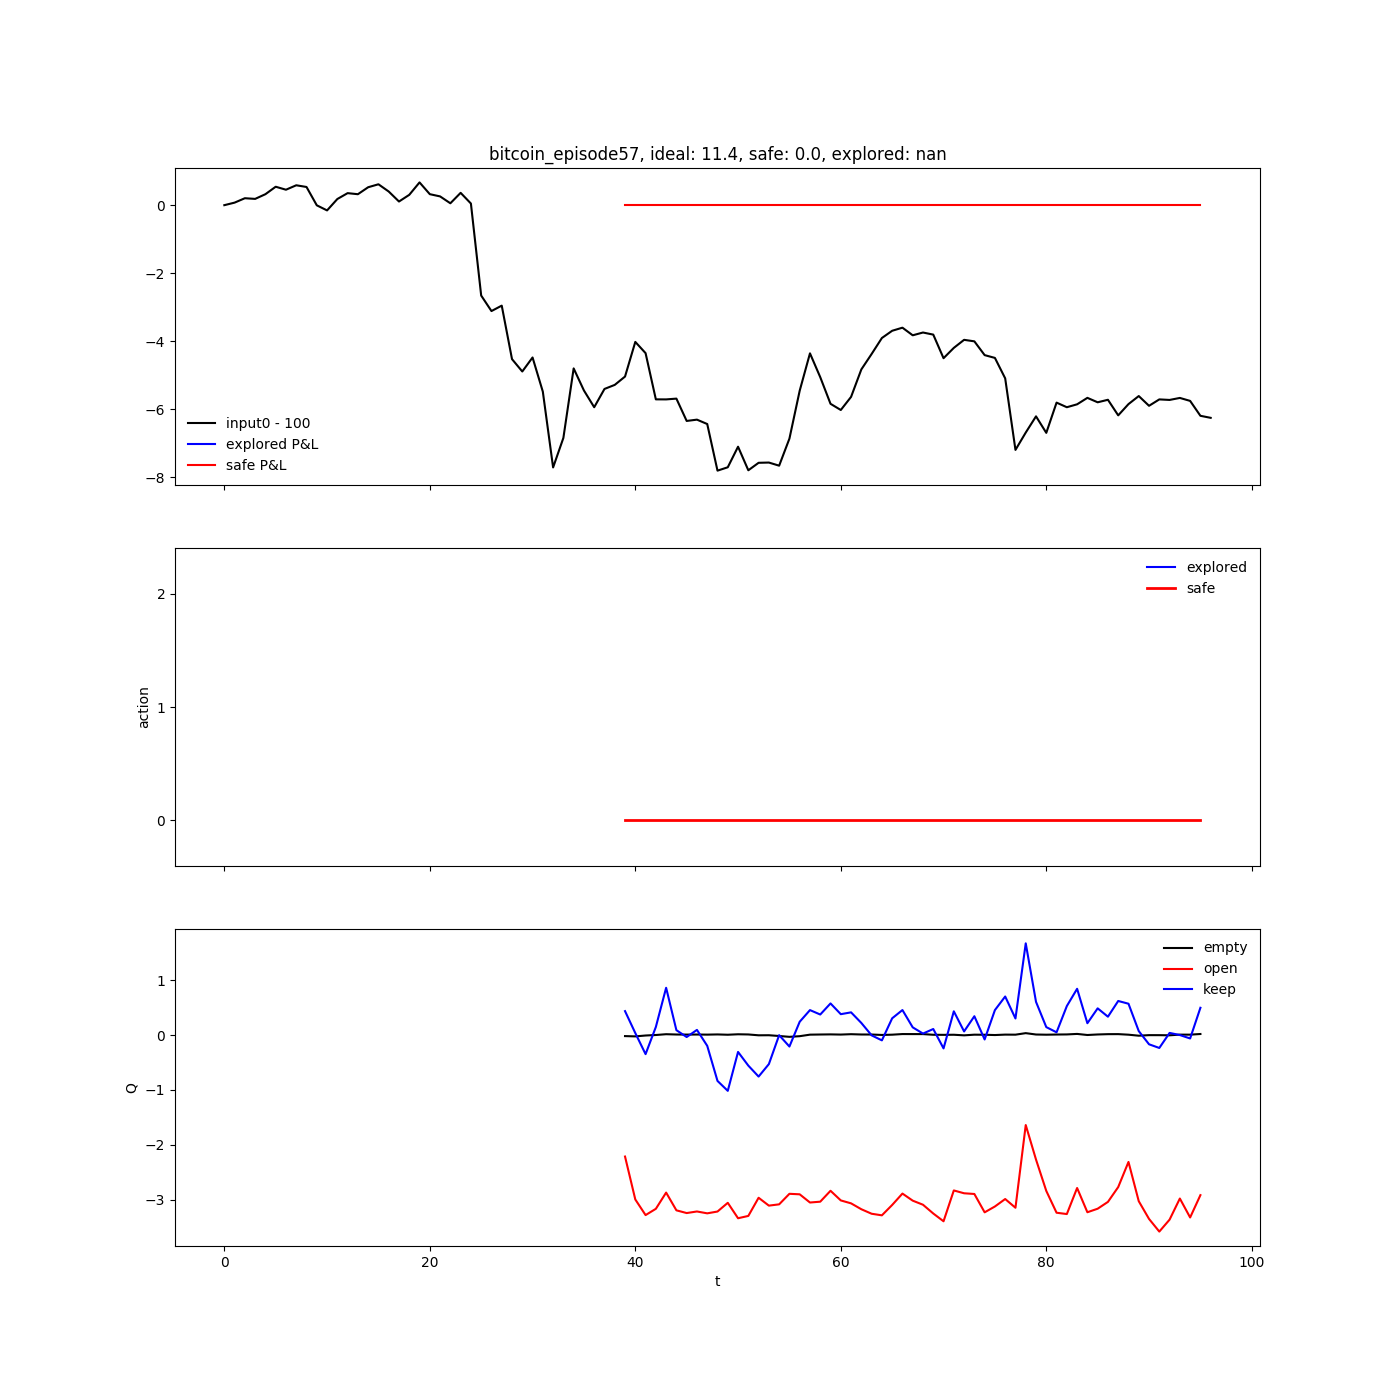 bitcoin_episode57, ideal: 11.4, safe: 0.0, explored: nan
0
−2
−4
−6
−8
input0 - 100
explored P&L
safe P&L
2
1
0
action
explored
safe
1
0
−1
−2
−3
Q
empty
open
keep
0
20
40
60
80
100
t